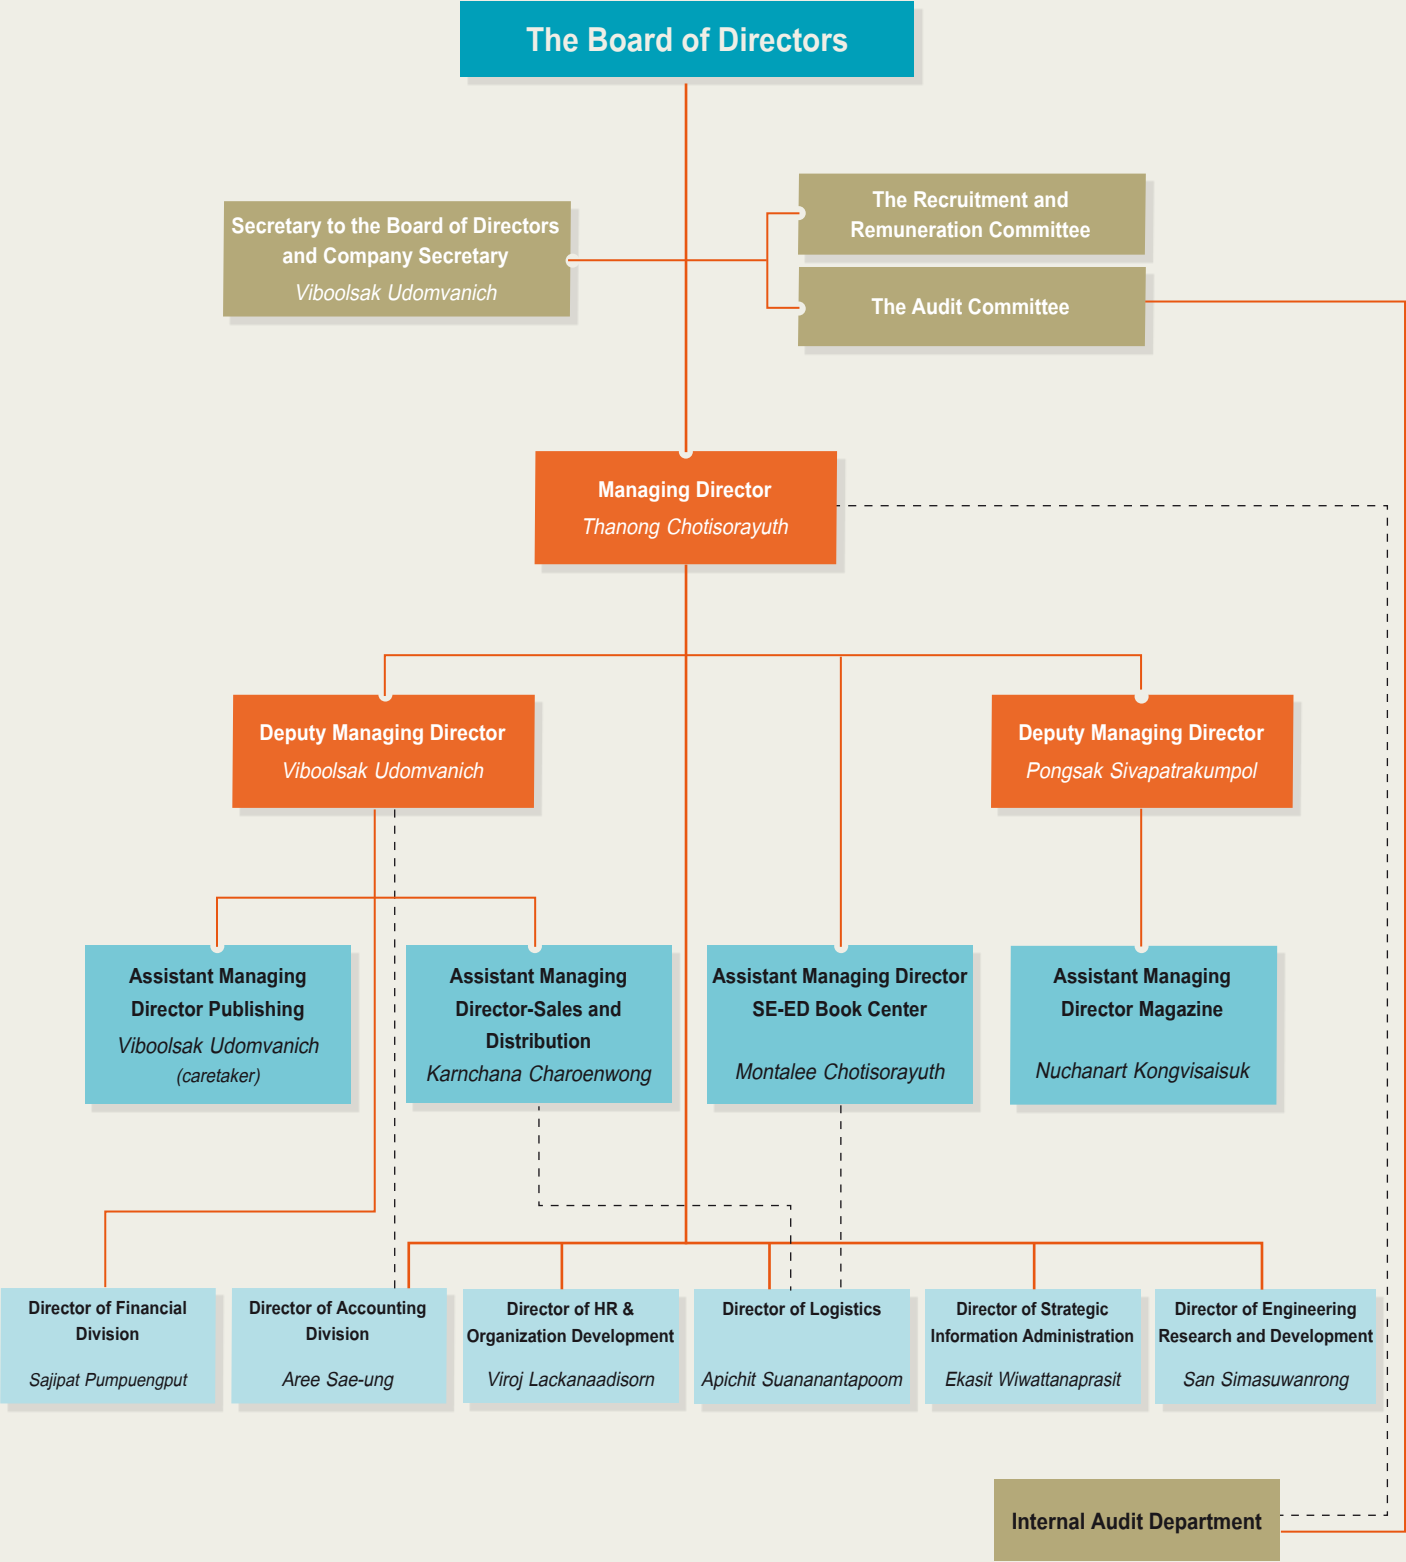 The Board of Directors
Secretary to the Board of Directors
and Company Secretary
Viboolsak Udomvanich
The Recruitment and
Remuneration Committee
The Audit Committee
Managing Director
Thanong Chotisorayuth
Deputy Managing Director
Viboolsak Udomvanich
Deputy Managing Director
Pongsak Sivapatrakumpol
Assistant Managing
Director Publishing
Viboolsak Udomvanich
(caretaker)
Assistant Managing
Director-Sales and
Distribution
Karnchana Charoenwong
Assistant Managing Director
SE-ED Book Center
Montalee Chotisorayuth
Assistant Managing
Director Magazine
Nuchanart Kongvisaisuk
Director of Financial
Division
Sajipat Pumpuengput
Director of Accounting
Division
Aree Sae-ung
Director of HR &
Organization Development
Viroj Lackanaadisorn
Director of Logistics
Apichit Suananantapoom
Director of Strategic
Information Administration
Ekasit Wiwattanaprasit
Director of Engineering
Research and Development
San Simasuwanrong
Internal Audit Department